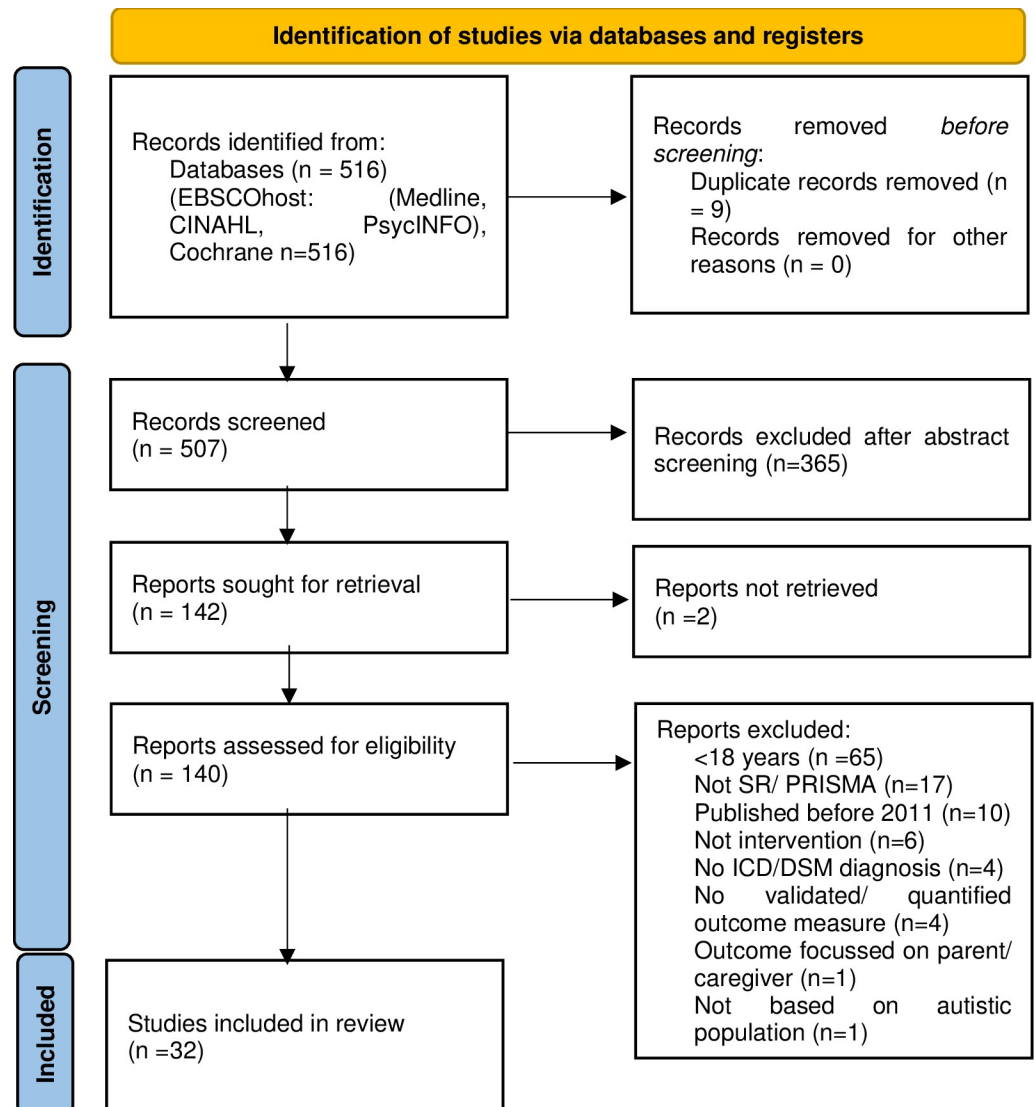 Identification of studies via databases and registers
Identification
Records identified from:
Databases (n = 516)
(EBSCOhost: (Medline,
CINAHL, PsycINFO),
Cochrane n=516)
Records removed before
screening:
Duplicate records removed (n
= 9)
Records removed for other
reasons (n = 0)
Screening
Records screened
(n = 507)
Records excluded after abstract
screening (n=365)
Reports sought for retrieval
(n = 142)
Reports not retrieved
(n =2)
Reports assessed for eligibility
(n = 140)
Reports excluded:
<18 years (n =65)
Not SR/ PRISMA (n=17)
Published before 2011 (n=10)
Not intervention (n=6)
No ICD/DSM diagnosis (n=4)
No validated/ quantified
outcome measure (n=4)
Outcome focussed on parent/
caregiver (n=1)
Not based on autistic
population (n=1)
Included
Studies included in review
(n =32)